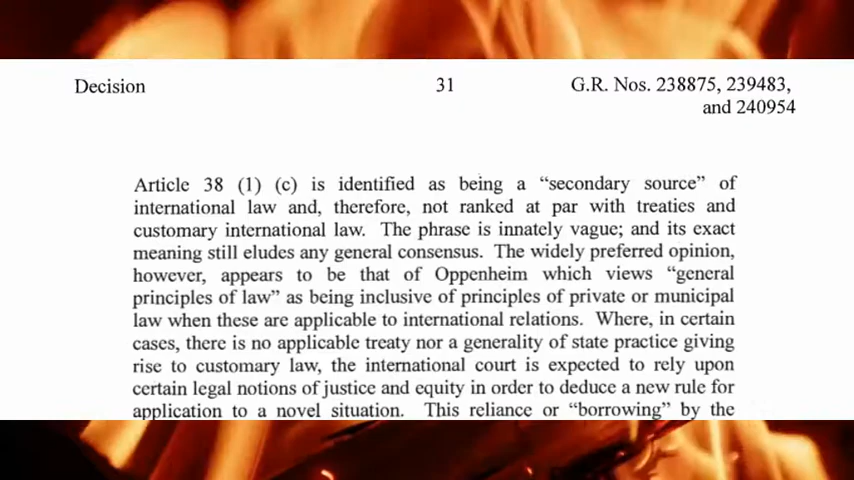 Decision
31
G.R. Nos. 238875, 239483,
and 240954
Article 38 (1) (c) is identified as being a “secondary source” of
international law and, therefore, not ranked at par with treaties and
customary international law. The phrase is innately vague; and its exact
meaning still eludes any general consensus. The widely preferred opinion,
however, appears to be that of Oppenheim which views “general
principles of law” as being inclusive of principles of private or municipal
law when these are applicable to international relations. Where, in certain
cases, there is no applicable treaty nor a generality of state practice giving
rise to customary law, the international court is expected to rely upon
certain legal notions of justice and equity in order to deduce a new rule for
application to a novel situation. This reliance or “borrowing” by the